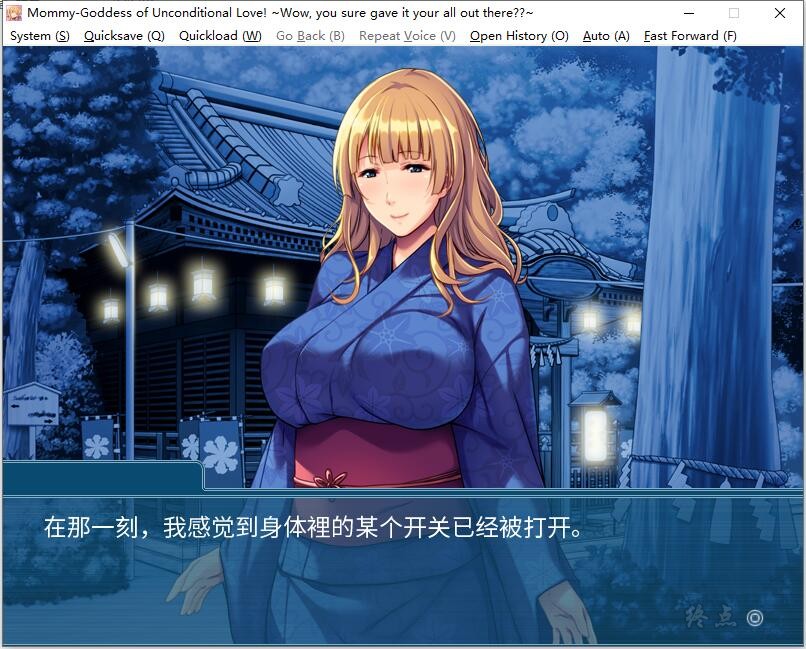 Mommy-Goddess of Unconditional Love! ~Wow, you sure gave it your all out there??~
System (S) Quicksave (Q) Quickload (W) Go Back (B) Repeat Voice (V) Open History (O) Auto (A) Fast Forward (F)
在那一刻，我感觉到身体裡的某个开关已经被打开。
终点